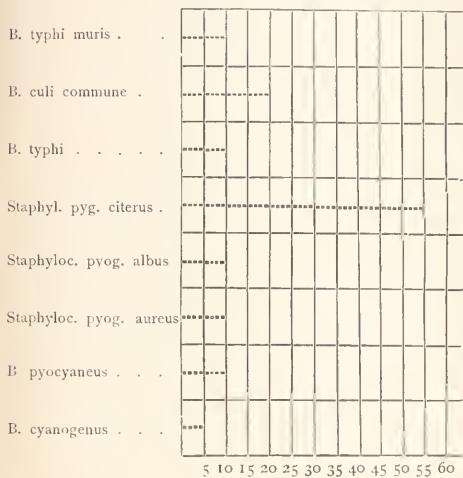 B. typhi muris . .
B. culi commune .
B. typhi . . . . .
Staphyl. pyg. citerus .
Staphyloc. pyog. albus
Staphyloc. pyog. aureus
B pyocyaneus . . .
B. cyanogenus . . .
5 10 15 20 25 30 35 40 45 50 55 60